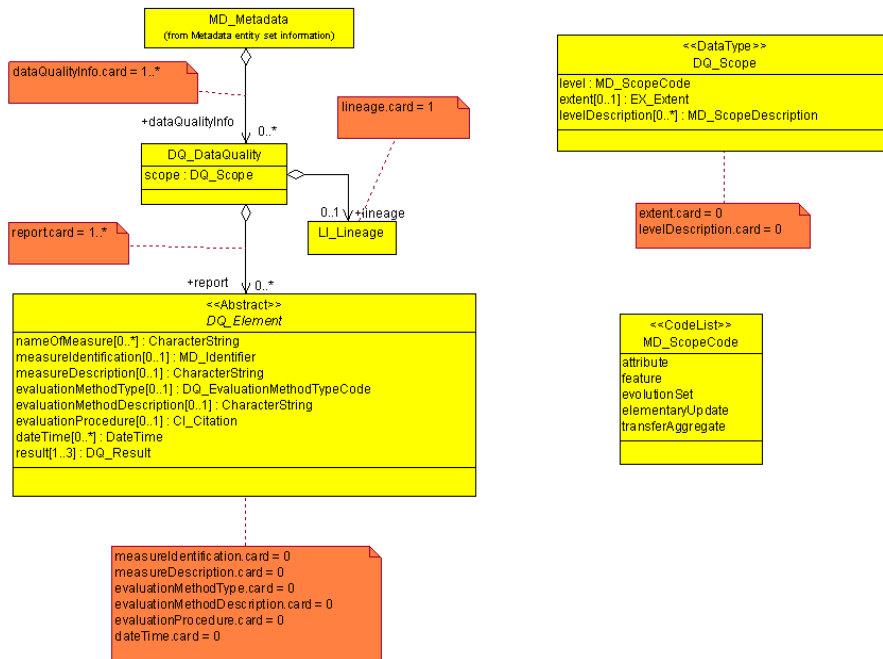 MD_Metadata
(from Metadata entity set information)
dataQualityInfo.card = 1..*
+dataQualityInfo
0..*
lineage.card = 1
DQ_DataQuality
scope : DQ_Scope
0..1
+lineage
LI_Lineage
report.card = 1..*
+report
0..*
<<Abstract>>
DQ_Element
nameOfMeasure[0..*] : CharacterString
measureIdentification[0..1] : MD_Identifier
measureDescription[0..1] : CharacterString
evaluationMethodType[0..1] : DQ_EvaluationMethodTypeCode
evaluationMethodDescription[0..1] : CharacterString
evaluationProcedure[0..1] : CI_Citation
dateTime[0..*] : DateTime
result[1..3] : DQ_Result
measureIdentification.card = 0
measureDescription.card = 0
evaluationMethodType.card = 0
evaluationMethodDescription.card = 0
evaluationProcedure.card = 0
dateTime.card = 0
<<DataType>>
DQ_Scope
level : MD_ScopeCode
extent[0..1] : EX_Extent
levelDescription[0..*] : MD_ScopeDescription
extent.card = 0
levelDescription.card = 0
<<CodeList>>
MD_ScopeCode
attribute
feature
evolutionSet
elementaryUpdate
transferAggregate